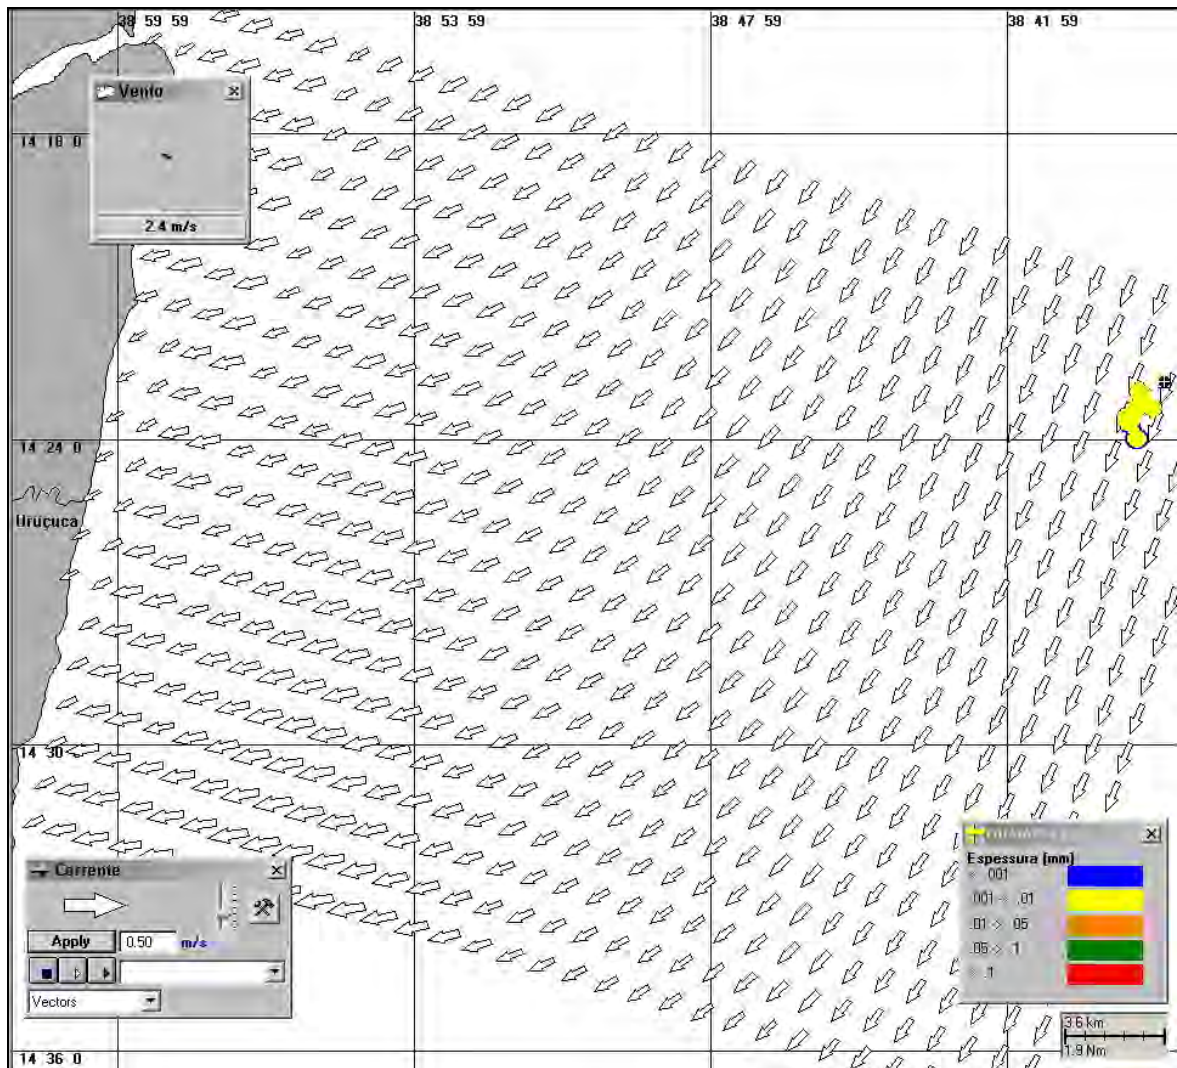 38 59 59
38 53 59
38 47 59
38 41 59
Vento
14 18 0
2.4 m/s
14 24 0
Uruçuca
14 30
Espessura [mm]
.001
.001 > .01
.01 > .05
.05 > .1
> .1
Corrente
Apply
0.50
m/s
Vectors
3.6 km
1.9 Nm
14 36 0